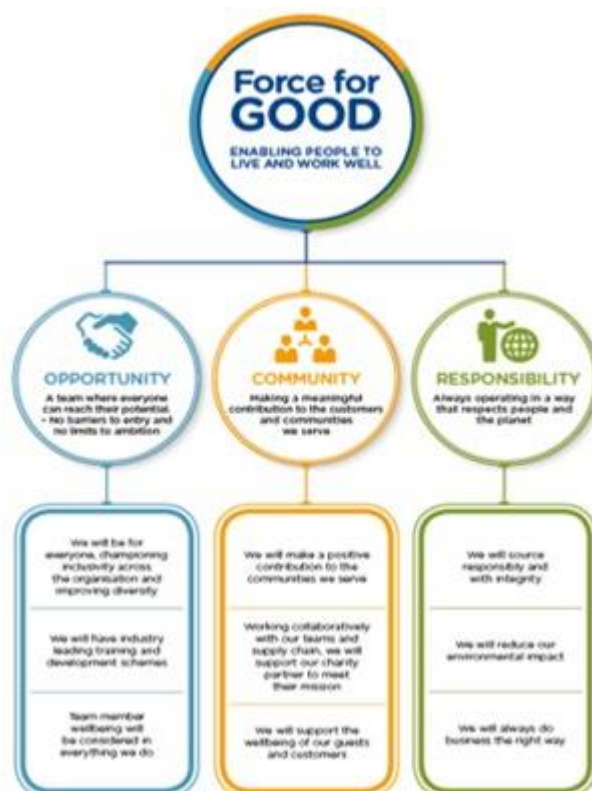 Force for
GOOD
ENABLING PEOPLE TO
LIVE AND WORK WELL
OPPORTUNITY
A team where everyone
can reach their potential
– No barriers to entry and
no limits to ambition
We will be for
everyone, championing
inclusivity across
the organisation and
improving diversity
We will have industry
leading training and
development schemes
Team member
wellbeing will
be considered in
everything we do
COMMUNITY
Making a meaningful
contribution to the customers
and communities
we serve
We will make a positive
contribution to the
communities we serve
Working collaboratively
with our teams and
supply chain, we will
support our charity
partner to meet
their mission
We will support the
wellbeing of our guests
and customers
RESPONSIBILITY
Always operating in a way
that respects people and
the planet
We will source
responsibly and
with integrity
We will reduce our
environmental impact
We will always do
business the right way